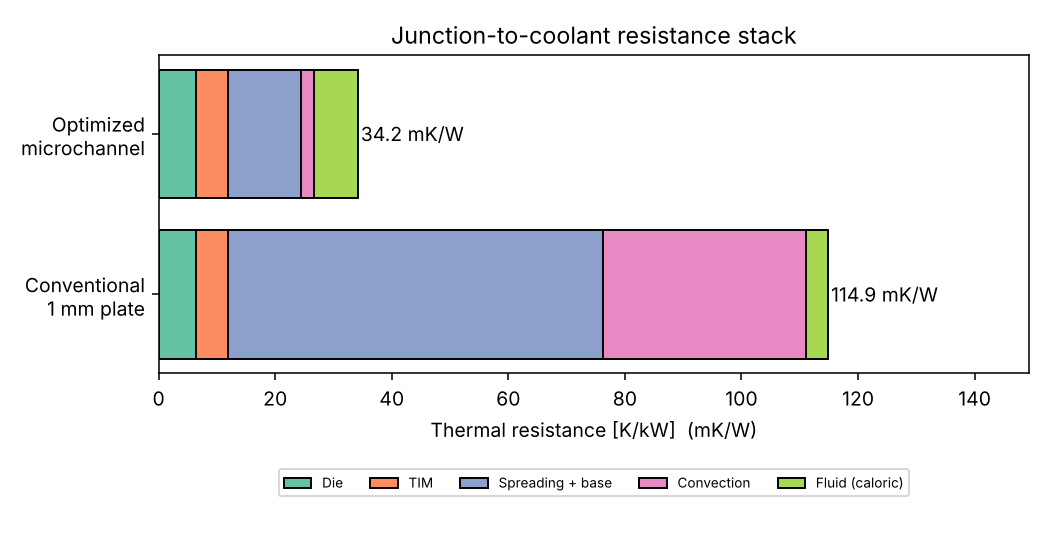 Junction-to-coolant resistance stack
Optimized
microchannel
34.2 mK/W
Conventional
1 mm plate
114.9 mK/W
0 20 40 60 80 100 120 140
Thermal resistance [K/kW] (mK/W)
Die TIM Spreading + base Convection Fluid (caloric)